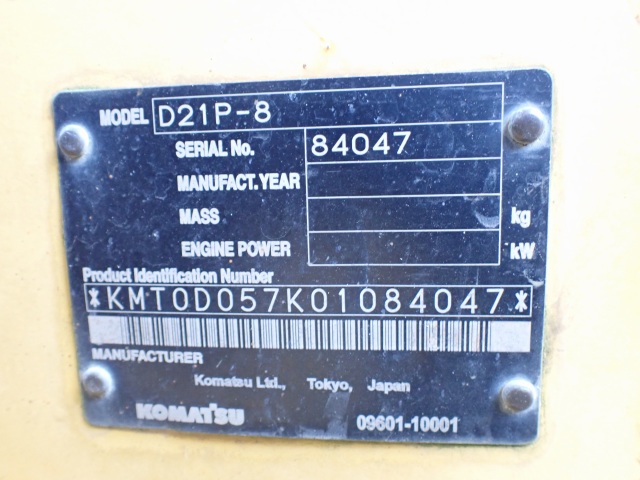 MODEL D21P-8
SERIAL No. 84047
MANUFACT.YEAR
MASS kg
ENGINE POWER kW
Product Identification Number
*KMT0D057K01084047*
MANUFACTURER
Komatsu Ltd., Tokyo, Japan
KOMATSU 09601-10001